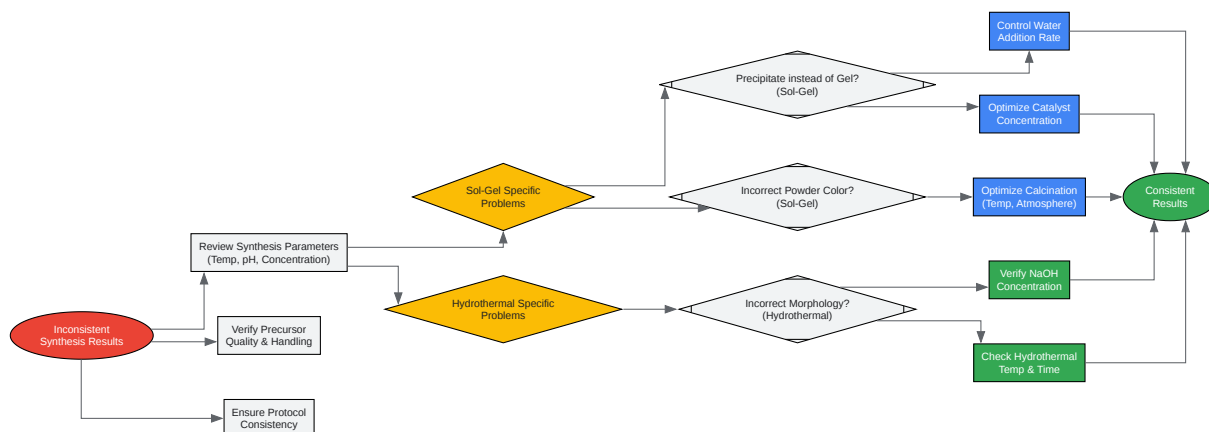 Inconsistent
Synthesis Results
Review Synthesis Parameters
(Temp, pH, Concentration)
Verify Precursor
Quality & Handling
Ensure Protocol
Consistency
Sol-Gel Specific
Problems
Hydrothermal Specific
Problems
Precipitate instead of Gel?
(Sol-Gel)
Incorrect Powder Color?
(Sol-Gel)
Incorrect Morphology?
(Hydrothermal)
Control Water
Addition Rate
Optimize Catalyst
Concentration
Optimize Calcination
(Temp, Atmosphere)
Verify NaOH
Concentration
Check Hydrothermal
Temp & Time
Consistent
Results